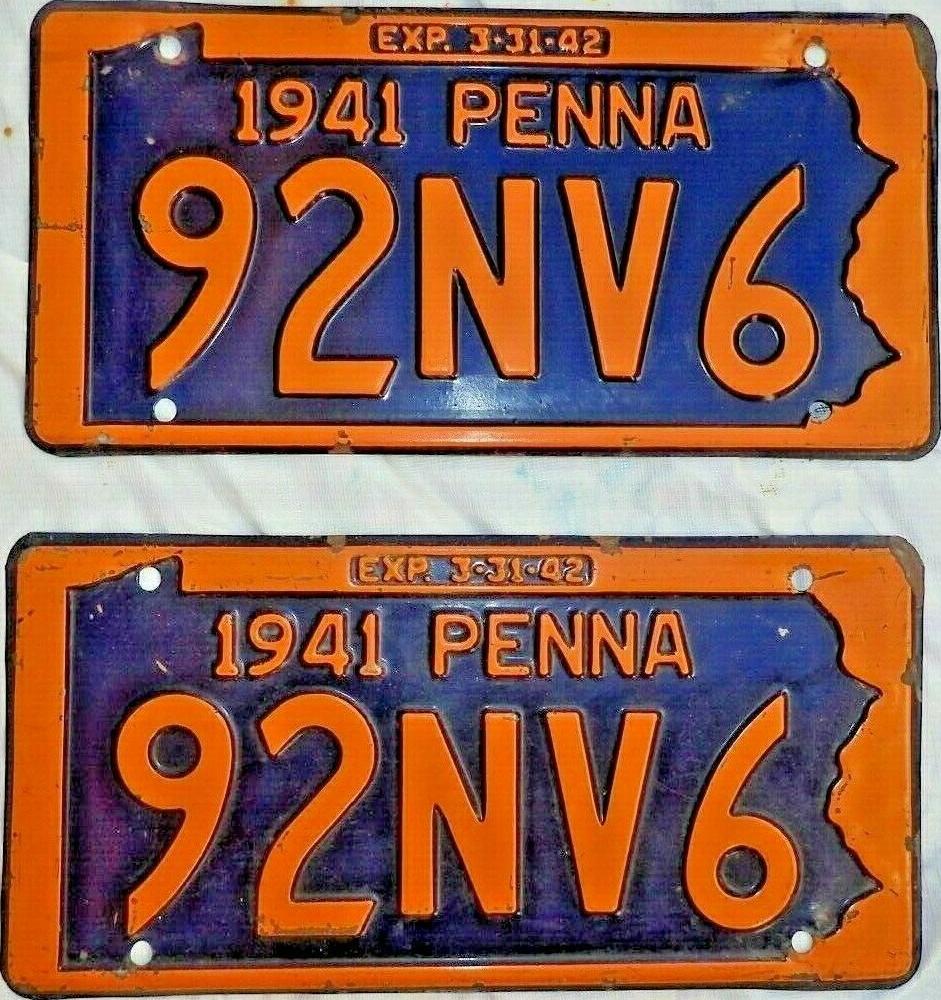 EXP. 3-31-42
1941 PENNA
92NV6
EXP. 3-31-42
1941 PENNA
92NV6